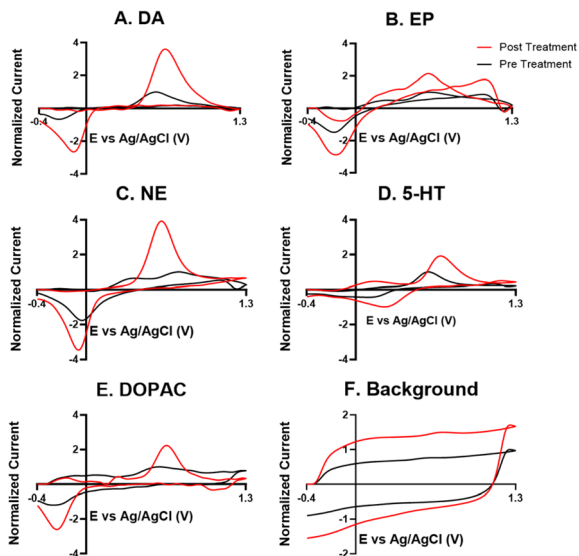 A. DA
B. EP
Post Treatment
Pre Treatment
Normalized Current
4
2
-0.4
1.3
-2
-4
E vs Ag/AgCl (V)
Normalized Current
4
2
-0.4
1.3
-2
-4
E vs Ag/AgCl (V)
C. NE
D. 5-HT
Normalized Current
4
2
-0.4
1.3
-2
-4
E vs Ag/AgCl (V)
Normalized Current
4
2
-0.4
1.3
-2
-4
E vs Ag/AgCl (V)
E. DOPAC
F. Background
Normalized Current
4
2
-0.4
1.3
-2
-4
E vs Ag/AgCl (V)
Normalized Current
2
1
-0.4
1.3
-1
-2
E vs Ag/AgCl (V)